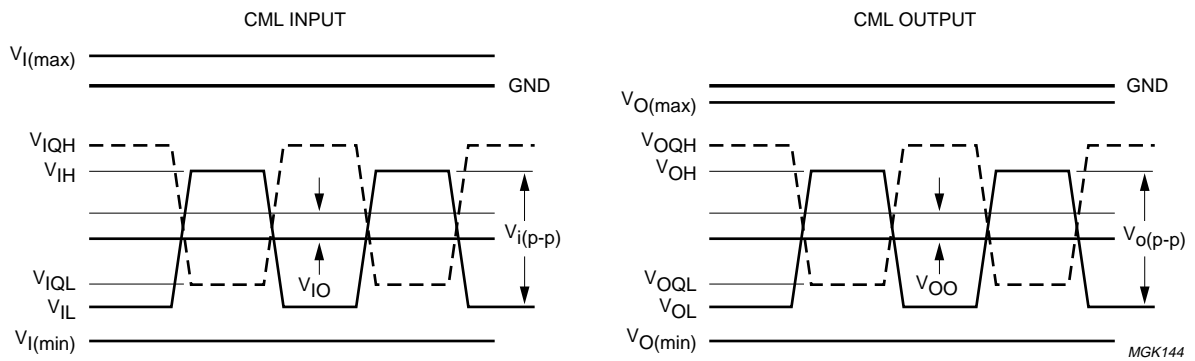 CML INPUT
V_I(max)
GND
V_IQH
V_IH
V_i(p-p)
V_IQL
V_IO
V_IL
V_I(min)
CML OUTPUT
GND
V_O(max)
V_OQH
V_OH
V_o(p-p)
V_OQL
V_OO
V_OL
V_O(min)
MGK144